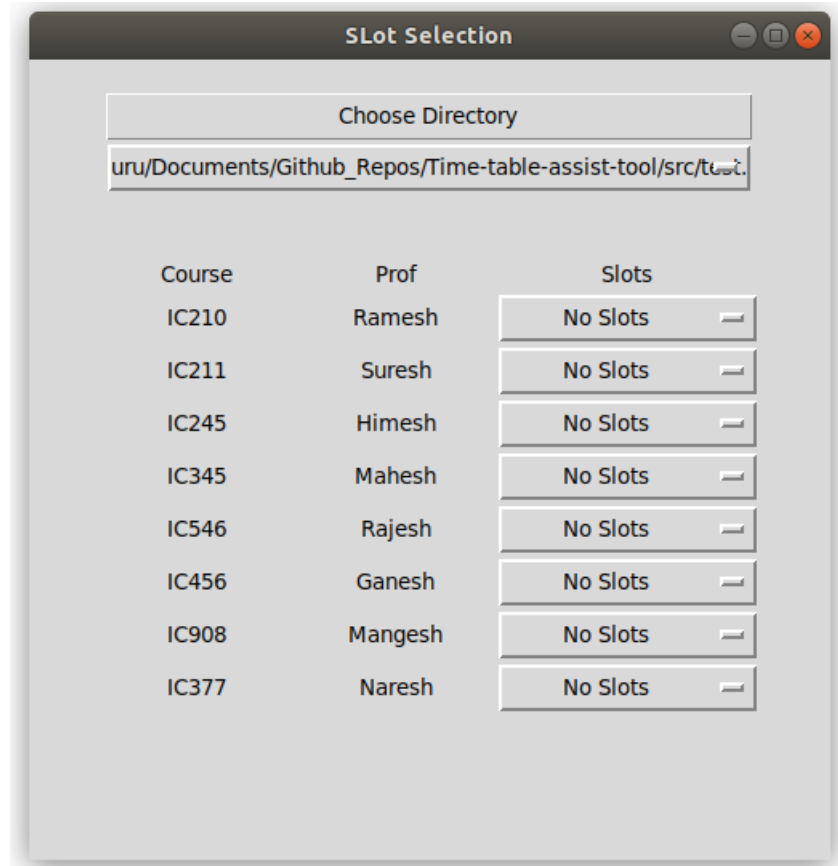 SLot Selection
Choose Directory
uru/Documents/Github_Repos/Time-table-assist-tool/src/test.
Course Prof Slots
IC210 Ramesh No Slots
IC211 Suresh No Slots
IC245 Himesh No Slots
IC345 Mahesh No Slots
IC546 Rajesh No Slots
IC456 Ganesh No Slots
IC908 Mangesh No Slots
IC377 Naresh No Slots